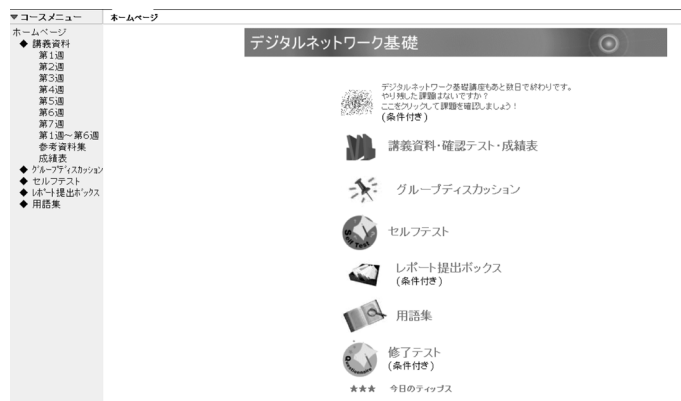 ▼コースメニュー
ホームページ
ホームページ
◆ 講義資料
第1週
第2週
第3週
第4週
第5週
第6週
第7週
第1週～第6週
参考資料集
成績表
◆ グループディスカッション
◆ セルフテスト
◆ レポート提出ボックス
◆ 用語集
デジタルネットワーク基礎
デジタルネットワーク基礎講座もあと数日で終わりです。
やり残した課題はないですか？
ここをクリックして課題を確認しましょう！
(条件付き)
講義資料・確認テスト・成績表
グループディスカッション
Self Test
セルフテスト
レポート提出ボックス
(条件付き)
用語集
Questionnaire
修了テスト
(条件付き)
★★★ 今日のティップス